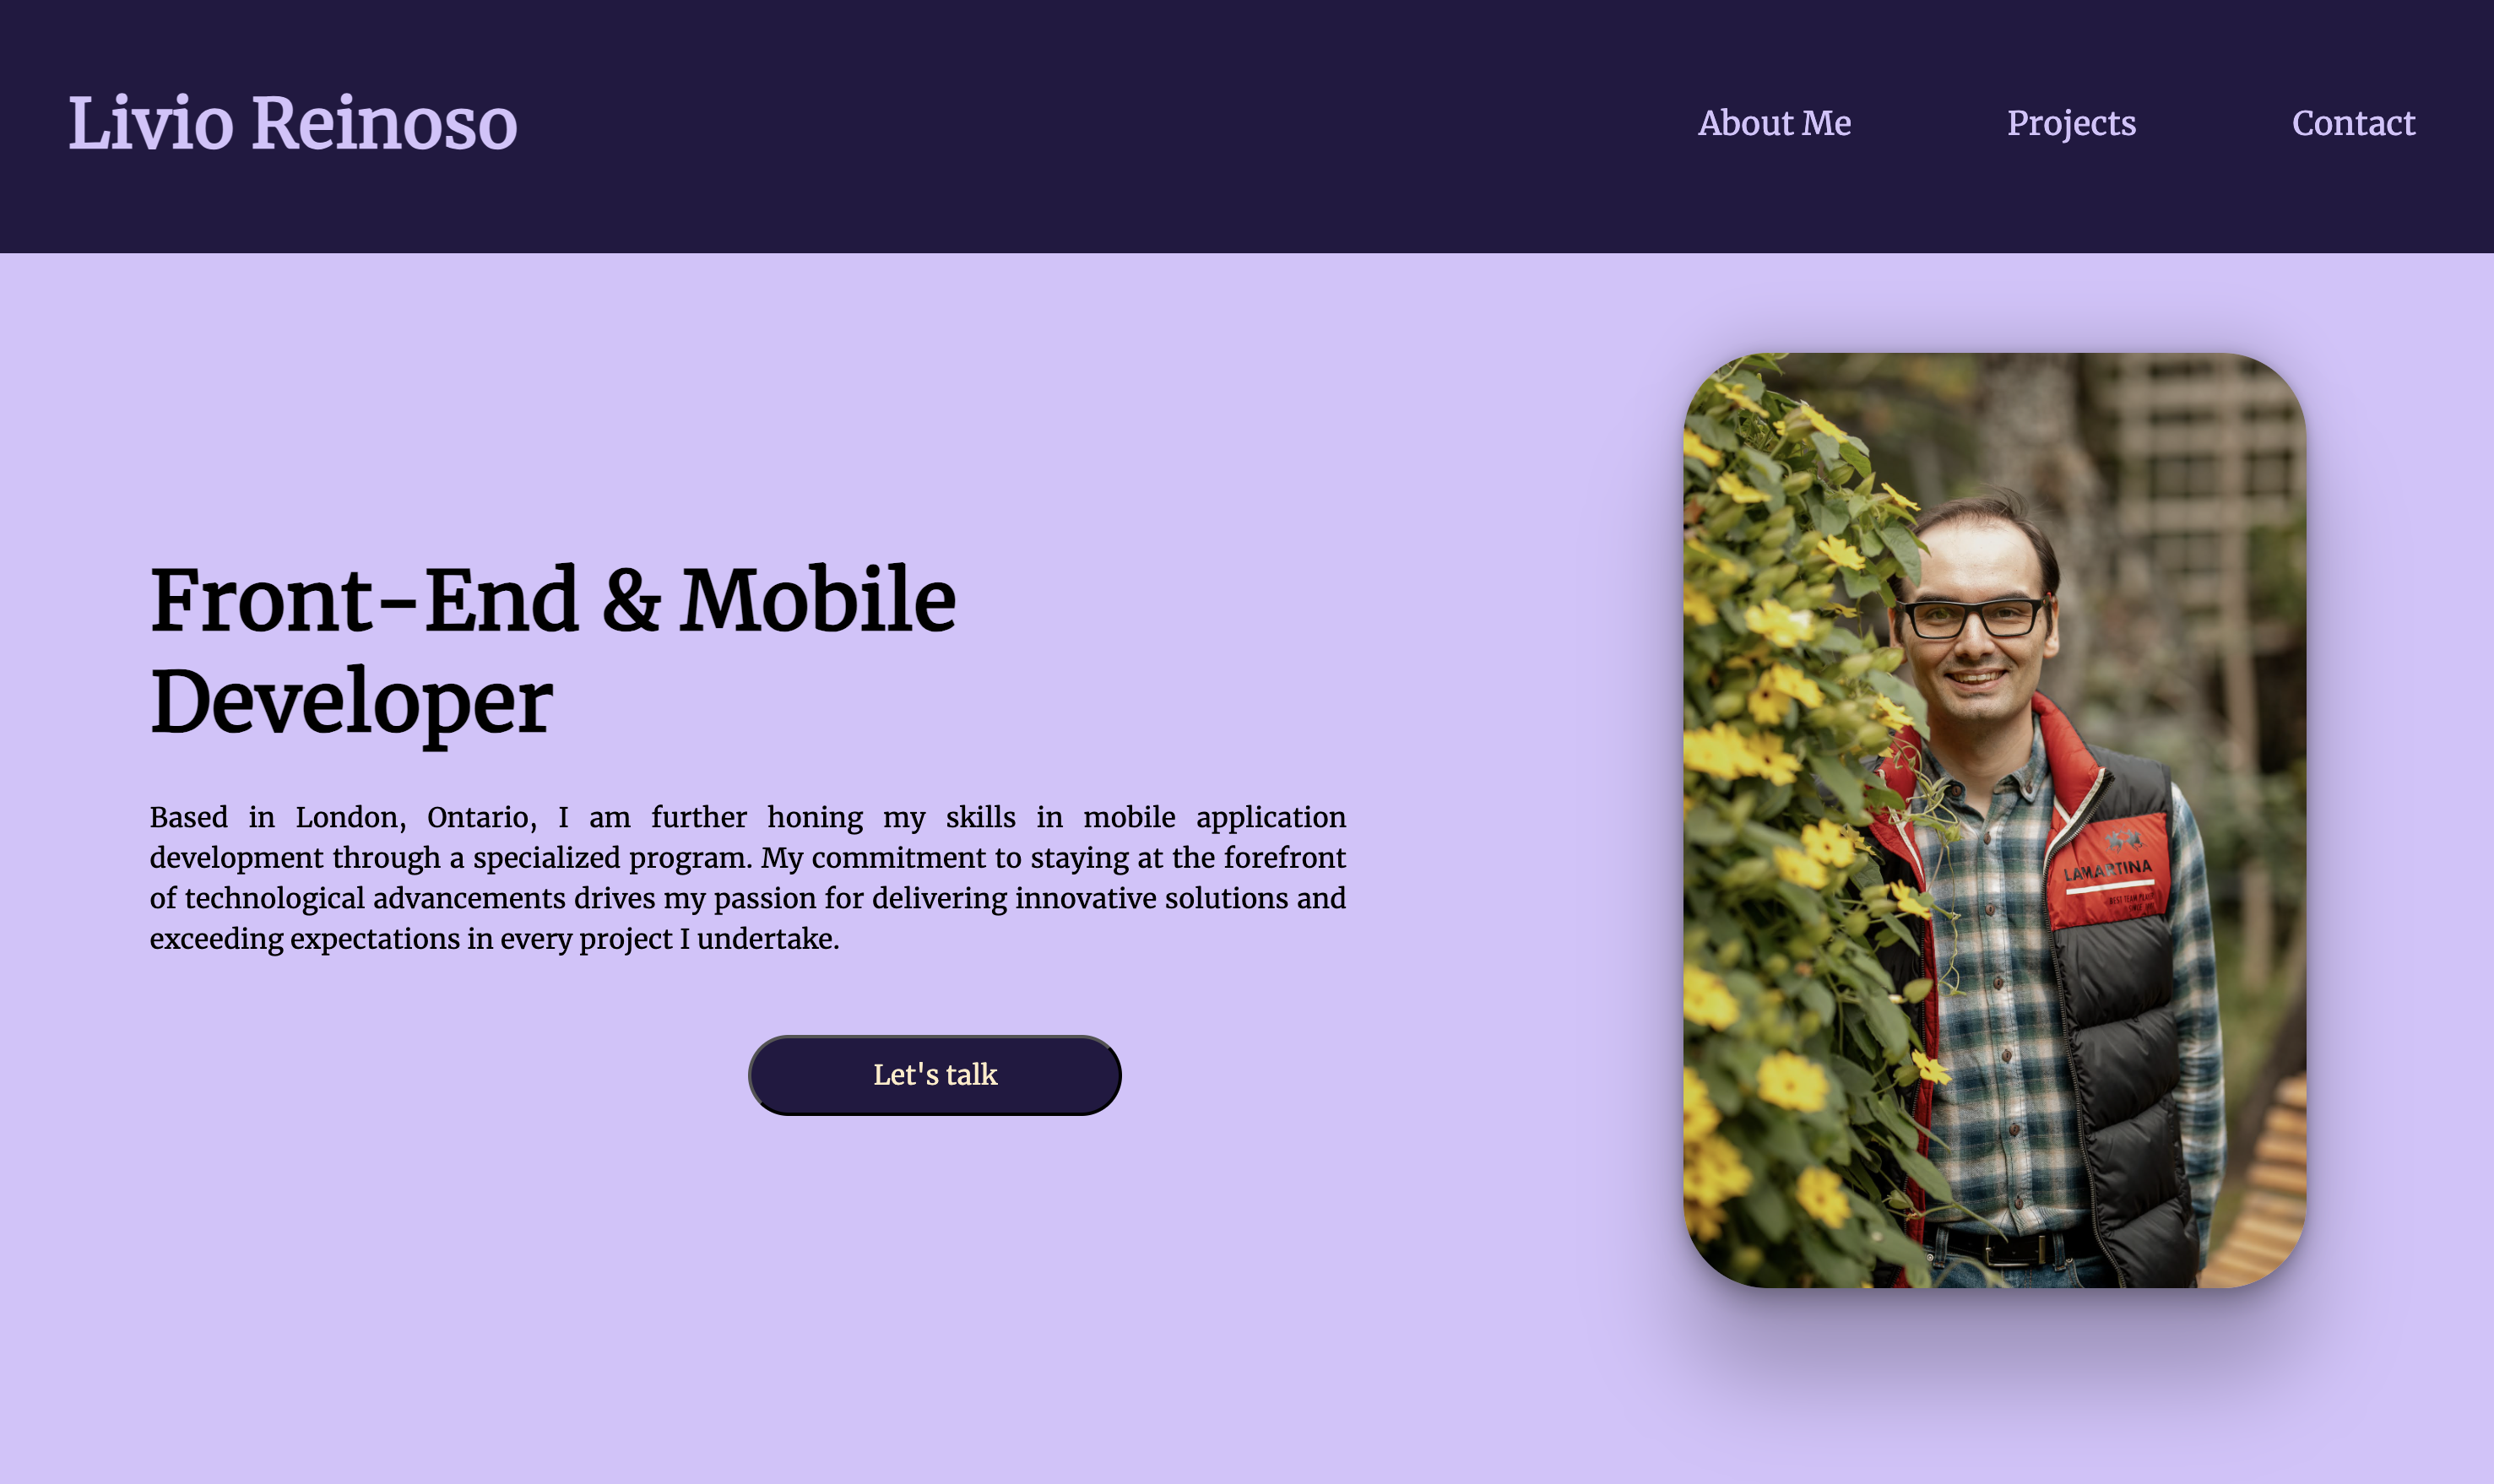 Livio Reinoso
About Me
Projects
Contact
Front-End & Mobile
Developer
Based in London, Ontario, I am further honing my skills in mobile application
development through a specialized program. My commitment to staying at the forefront
of technological advancements drives my passion for delivering innovative solutions and
exceeding expectations in every project I undertake.
Let's talk
LAMARTINA
BEST TEAM